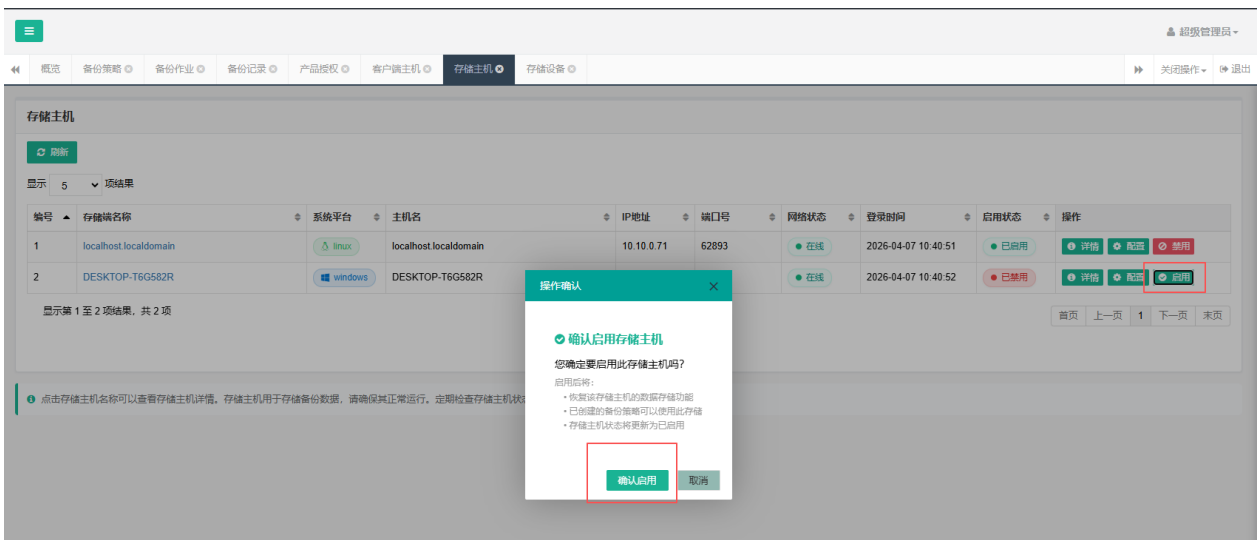 超级管理员
概览 备份策略 备份作业 备份记录 产品授权 客户端主机 存储主机 存储设备 关闭操作 退出
存储主机
刷新
显示 5 项结果
编号 存储端名称 系统平台 主机名 IP地址 端口号 网络状态 登录时间 启用状态 操作
1 localhost.localdomain linux localhost.localdomain 10.10.0.71 62893 在线 2026-04-07 10:40:51 已启用 详情 配置 禁用
2 DESKTOP-T6G582R windows DESKTOP-T6G582R 在线 2026-04-07 10:40:52 已禁用 详情 配置 启用
显示第 1 至 2 项结果，共 2 项
首页 上一页 1 下一页 末页
点击存储主机名称可以查看存储主机详情。存储主机用于存储备份数据，请确保其正常运行。定期检查存储主机状
操作确认
确认启用存储主机
您确定要启用此存储主机吗？
启用后将：
• 恢复该存储主机的数据存储功能
• 已创建的备份策略可以使用此存储
• 存储主机状态将更新为已启用
确认启用 取消